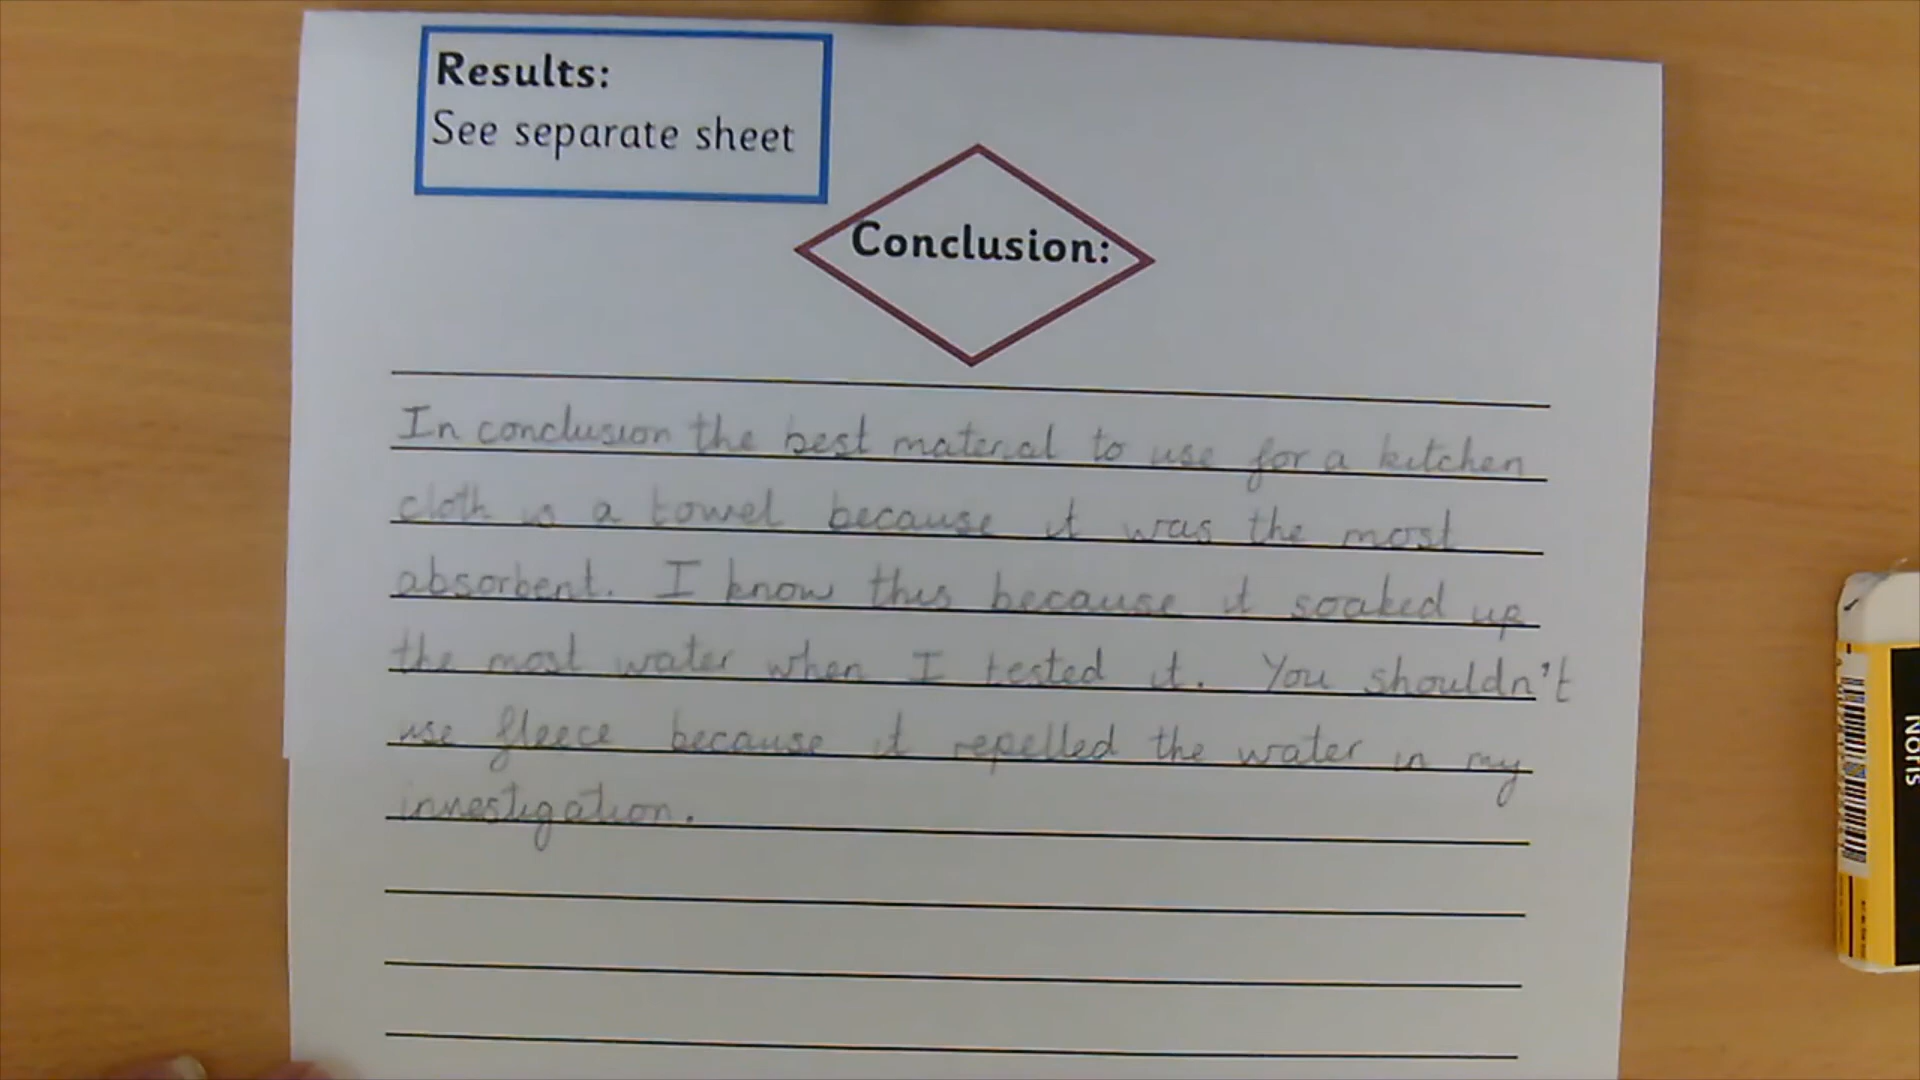 Results:
See separate sheet
Conclusion:
In conclusion the best material to use for a kitchen
cloth is a towel because it was the most
absorbent. I know this because it soaked up
the most water when I tested it. You shouldn't
use fleece because it repelled the water in my
investigation.
Noris